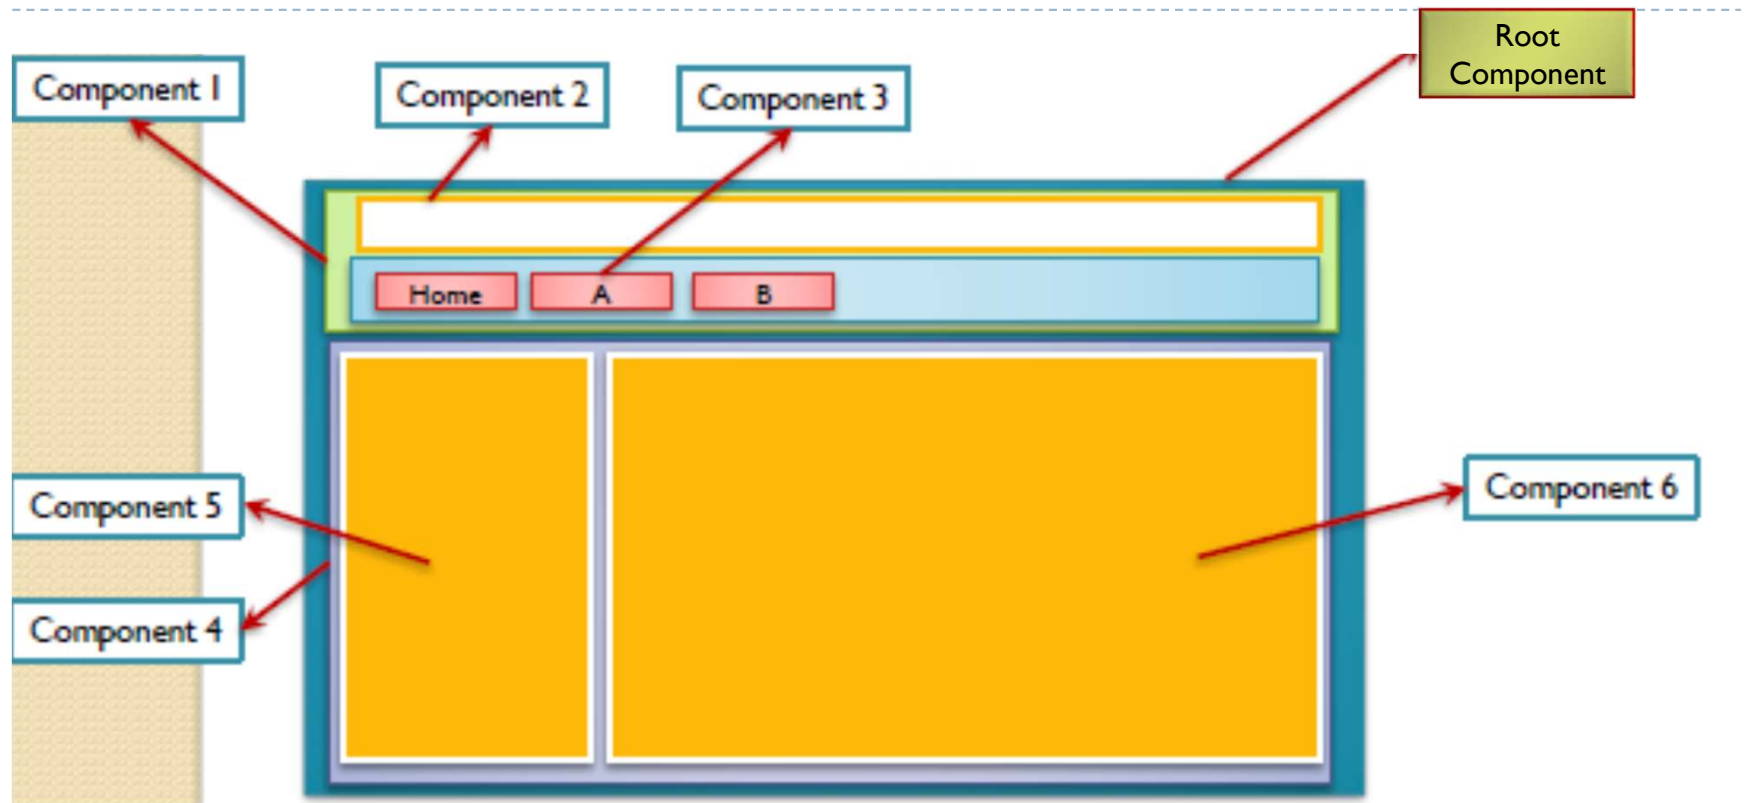 Root
Component
Component 1
Component 2
Component 3
Home
A
B
Component 5
Component 6
Component 4